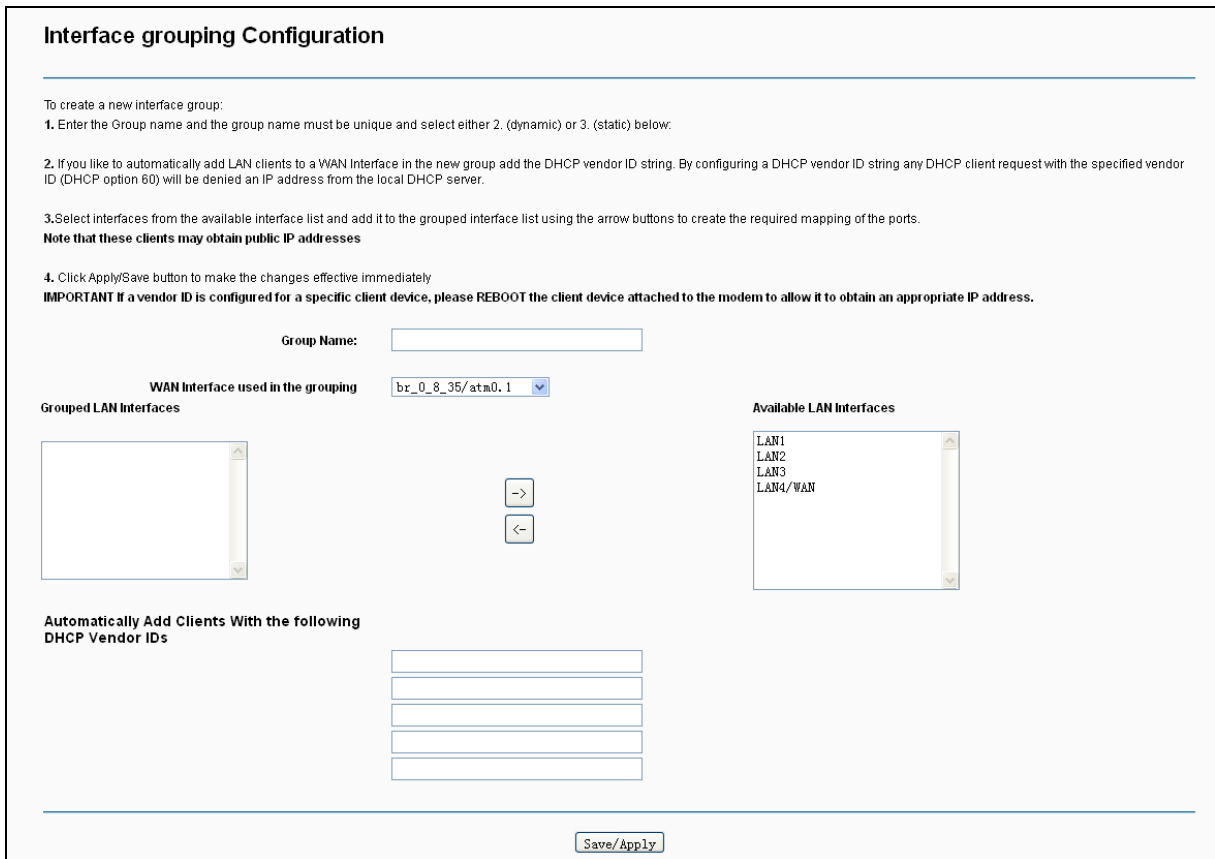 Interface grouping Configuration
To create a new interface group:
1. Enter the Group name and the group name must be unique and select either 2. (dynamic) or 3. (static) below:
2. If you like to automatically add LAN clients to a WAN Interface in the new group add the DHCP vendor ID string. By configuring a DHCP vendor ID string any DHCP client request with the specified vendor
ID (DHCP option 60) will be denied an IP address from the local DHCP server.
3.Select interfaces from the available interface list and add it to the grouped interface list using the arrow buttons to create the required mapping of the ports.
Note that these clients may obtain public IP addresses
4. Click Apply/Save button to make the changes effective immediately
IMPORTANT If a vendor ID is configured for a specific client device, please REBOOT the client device attached to the modem to allow it to obtain an appropriate IP address.
Group Name:
WAN Interface used in the grouping
br_0_8_35/atm0.1
Grouped LAN Interfaces
Available LAN Interfaces
LAN1
LAN2
LAN3
LAN4/WAN
->
<-
Automatically Add Clients With the following
DHCP Vendor IDs
Save/Apply